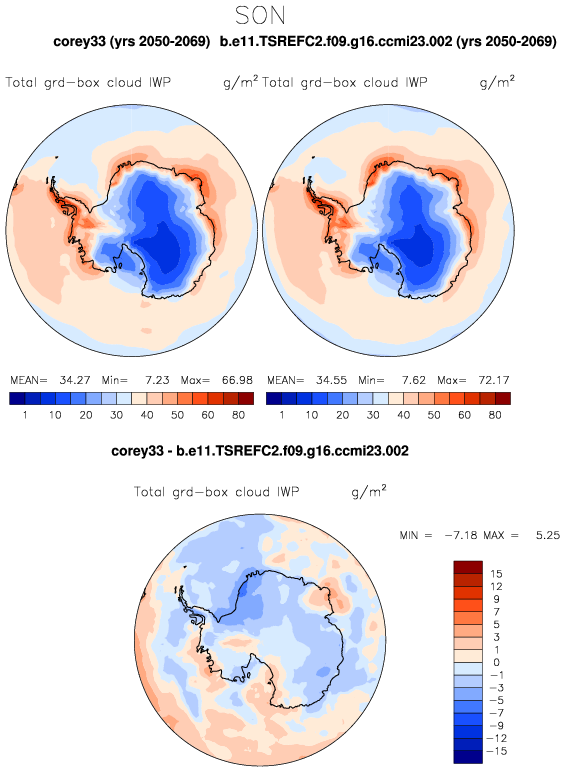 SON
corey33 (yrs 2050-2069) b.e11.TSREFC2.f09.g16.ccmi23.002 (yrs 2050-2069)
Total grd-box cloud IWP g/m² Total grd-box cloud IWP g/m²
MEAN= 34.27 Min= 7.23 Max= 66.98 MEAN= 34.55 Min= 7.62 Max= 72.17
1 10 20 30 40 50 60 80 1 10 20 30 40 50 60 80
corey33 - b.e11.TSREFC2.f09.g16.ccmi23.002
Total grd-box cloud IWP g/m²
MIN = -7.18 MAX = 5.25
15
12
9
7
5
3
1
0
-1
-3
-5
-7
-9
-12
-15